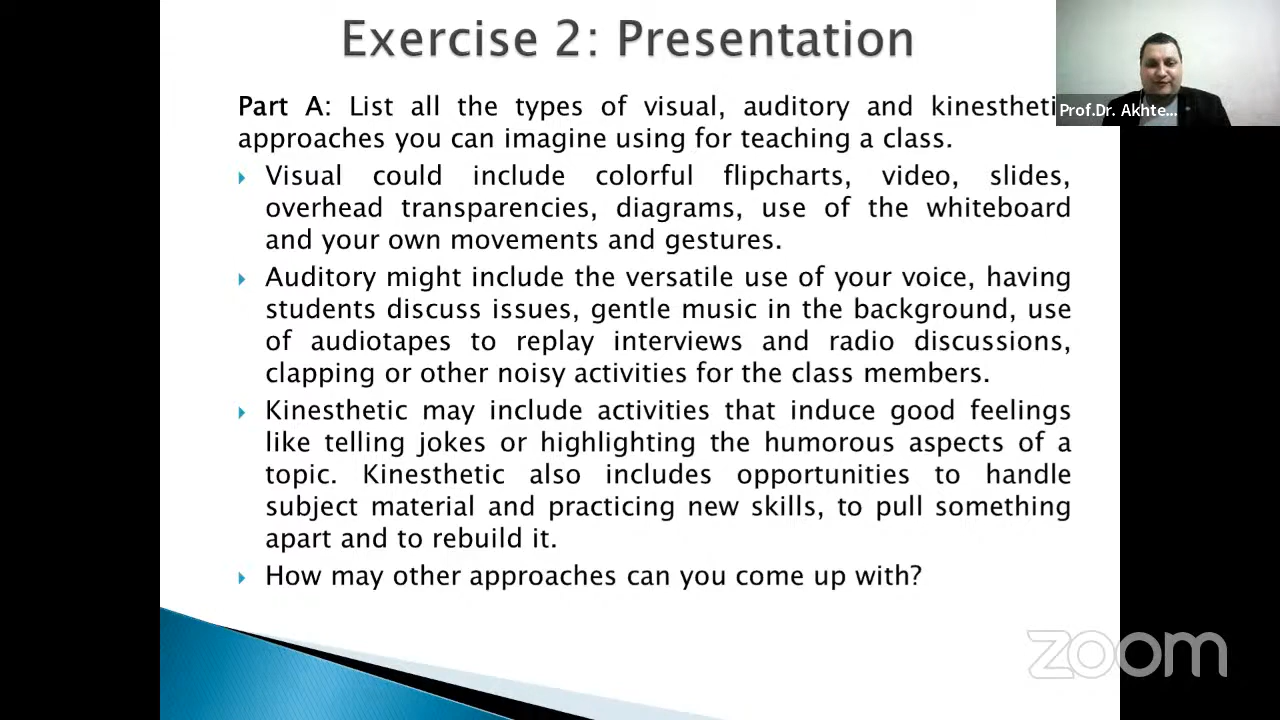 Exercise 2: Presentation
Prof.Dr. Akhte...
Part A: List all the types of visual, auditory and kinestheti
approaches you can imagine using for teaching a class.
Visual could include colorful flipcharts, video, slides,
overhead transparencies, diagrams, use of the whiteboard
and your own movements and gestures.
Auditory might include the versatile use of your voice, having
students discuss issues, gentle music in the background, use
of audiotapes to replay interviews and radio discussions,
clapping or other noisy activities for the class members.
Kinesthetic may include activities that induce good feelings
like telling jokes or highlighting the humorous aspects of a
topic. Kinesthetic also includes opportunities to handle
subject material and practicing new skills, to pull something
apart and to rebuild it.
How may other approaches can you come up with?
zoom